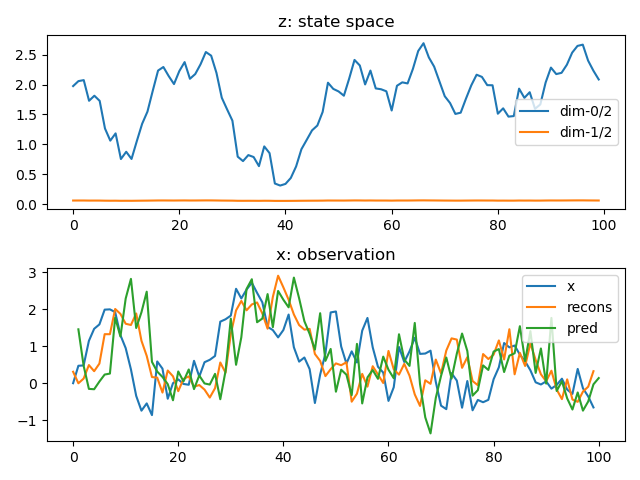 z: state space
2.5
2.0
1.5
1.0
0.5
0.0
dim-0/2
dim-1/2
0 20 40 60 80 100
x: observation
3
2
1
0
−1
x
recons
pred
0 20 40 60 80 100